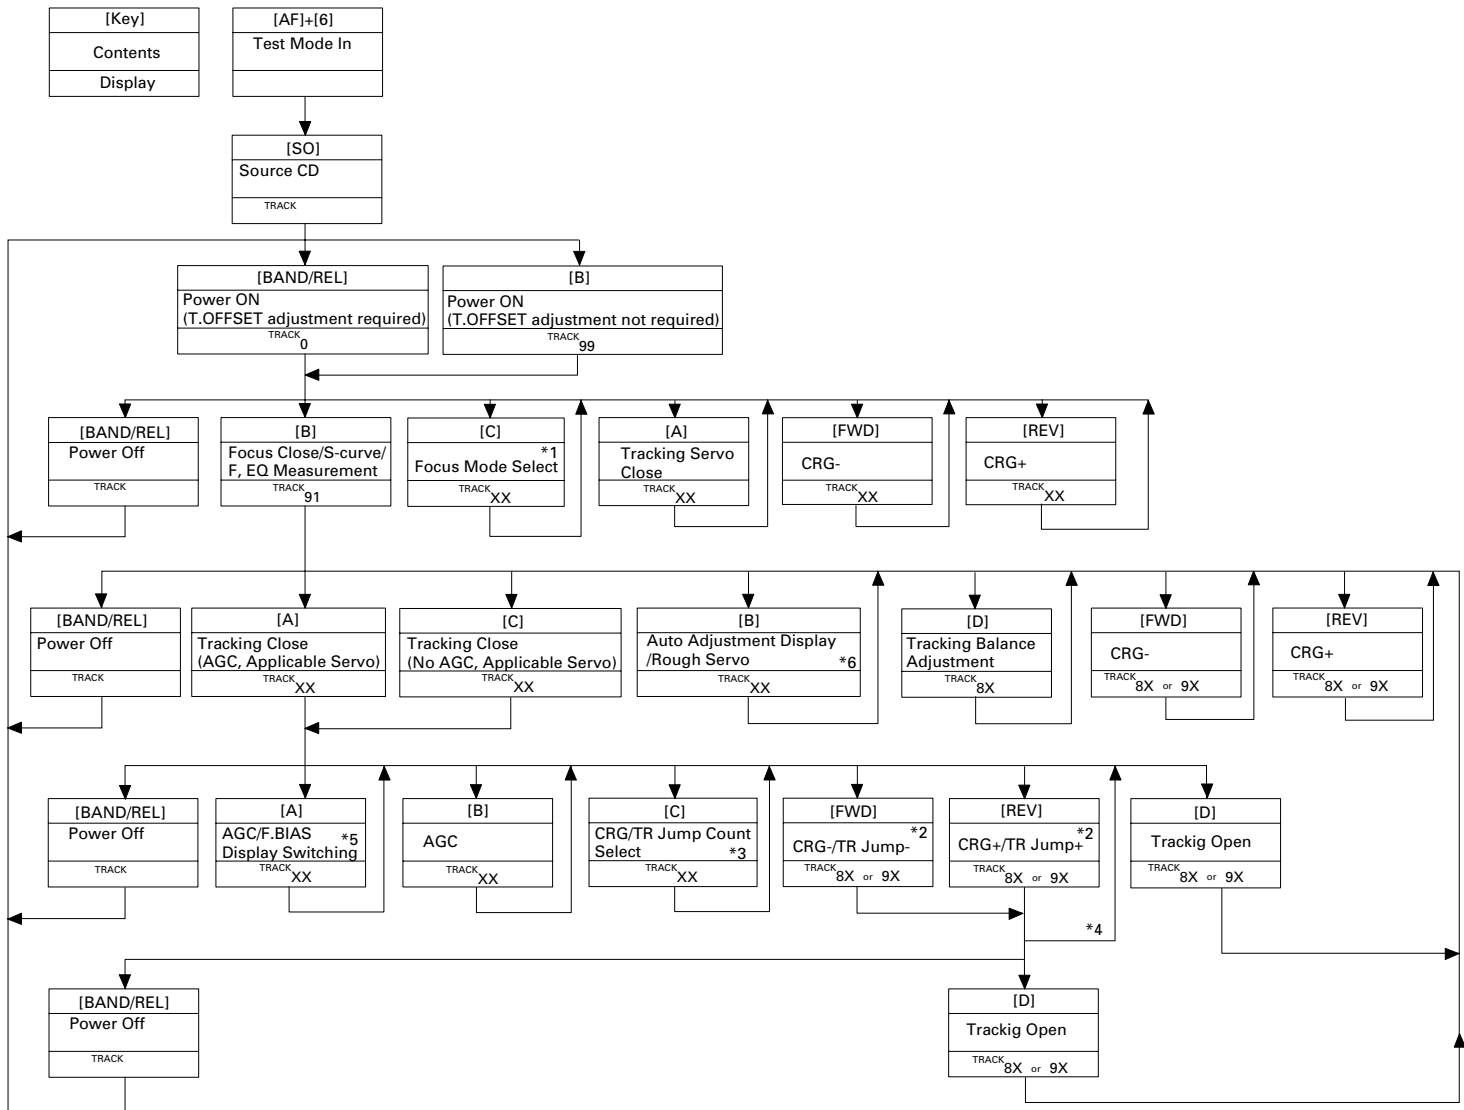 [Key]
Contents
Display
[AF]+[6]
Test Mode In
[SO]
Source CD
TRACK
[BAND/REL]
Power ON
(T.OFFSET adjustment required)
TRACK 0
[B]
Power ON
(T.OFFSET adjustment not required)
TRACK 99
[BAND/REL]
Power Off
TRACK
[B]
Focus Close/S-curve/
F, EQ Measurement
TRACK 91
[C]
*1
Focus Mode Select
TRACK XX
[A]
Tracking Servo
Close
TRACK XX
[FWD]
CRG-
TRACK XX
[REV]
CRG+
TRACK XX
[BAND/REL]
Power Off
TRACK
[A]
Tracking Close
(AGC, Applicable Servo)
TRACK XX
[C]
Tracking Close
(No AGC, Applicable Servo)
TRACK XX
[B]
Auto Adjustment Display
/Rough Servo *6
TRACK XX
[D]
Tracking Balance
Adjustment
TRACK 8X
[FWD]
CRG-
TRACK 8X or 9X
[REV]
CRG+
TRACK 8X or 9X
[BAND/REL]
Power Off
TRACK
[A]
AGC/F.BIAS *5
Display Switching
TRACK XX
[B]
AGC
TRACK XX
[C]
CRG/TR Jump Count
Select *3
TRACK XX
[FWD]
*2
CRG-/TR Jump-
TRACK 8X or 9X
[REV]
*2
CRG+/TR Jump+
TRACK 8X or 9X
[D]
Trackig Open
TRACK 8X or 9X
*4
[BAND/REL]
Power Off
TRACK
[D]
Trackig Open
TRACK 8X or 9X